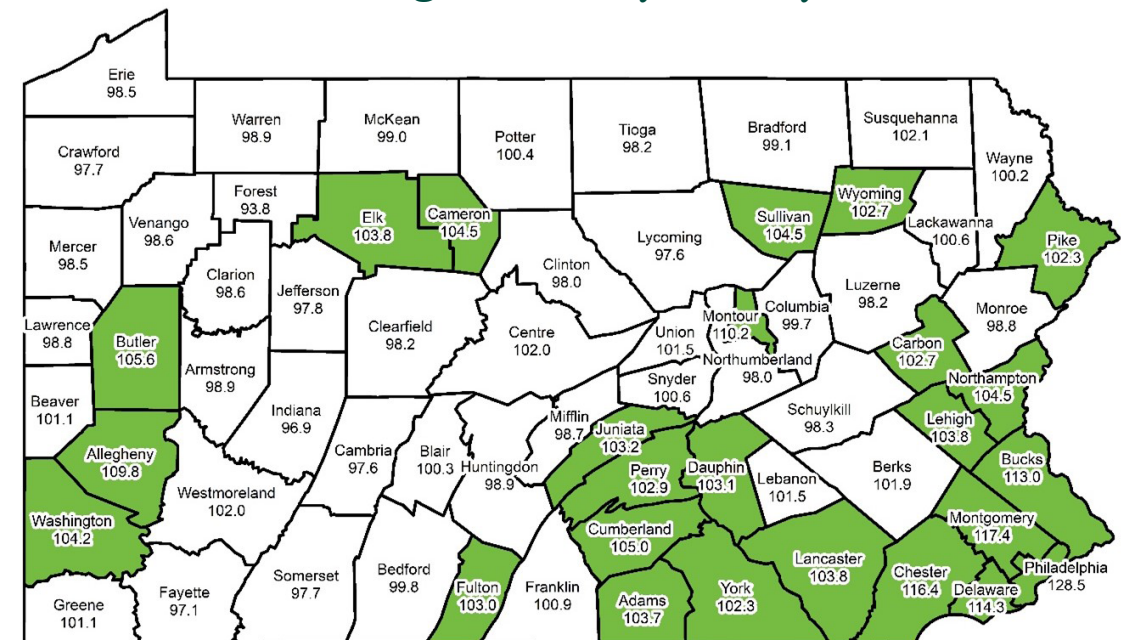 Erie
98.5
Warren
98.9
McKean
99.0
Potter
100.4
Tioga
98.2
Bradford
99.1
Susquehanna
102.1
Wayne
100.2
Crawford
97.7
Forest
93.8
Elk
103.8
Cameron
104.5
Sullivan
104.5
Wyoming
102.7
Lackawanna
100.6
Pike
102.3
Mercer
98.5
Venango
98.6
Clarion
98.6
Jefferson
97.8
Clinton
98.0
Lycoming
97.6
Luzerne
98.2
Monroe
98.8
Lawrence
98.8
Butler
105.6
Clearfield
98.2
Centre
102.0
Union
101.5
Montour
110.2
Columbia
99.7
Northumberland
98.0
Carbon
102.7
Armstrong
98.9
Snyder
100.6
Northampton
104.5
Beaver
101.1
Indiana
96.9
Mifflin
98.7
Schuylkill
98.3
Lehigh
103.8
Allegheny
109.8
Cambria
97.6
Blair
100.3
Huntingdon
98.9
Juniata
103.2
Perry
102.9
Dauphin
103.1
Lebanon
101.5
Berks
101.9
Bucks
113.0
Westmoreland
102.0
Washington
104.2
Cumberland
105.0
Montgomery
117.4
Greene
101.1
Fayette
97.1
Somerset
97.7
Bedford
99.8
Fulton
103.0
Franklin
100.9
Adams
103.7
York
102.3
Lancaster
103.8
Chester
116.4
Delaware
114.3
Philadelphia
128.5